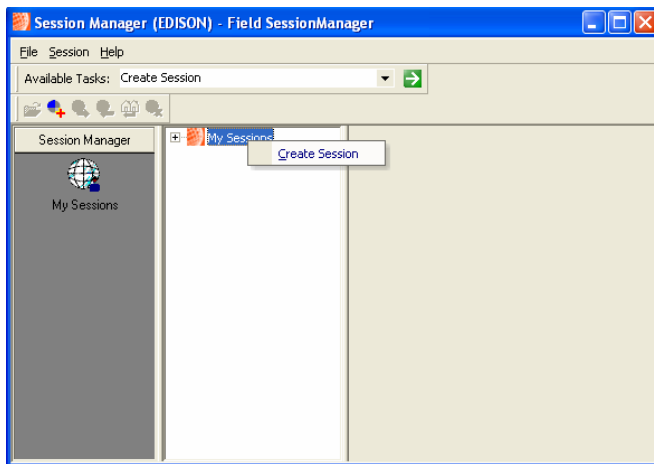 Session Manager (EDISON) - Field SessionManager
File Session Help
Available Tasks: Create Session
Session Manager
My Sessions
My Sessions
Create Session